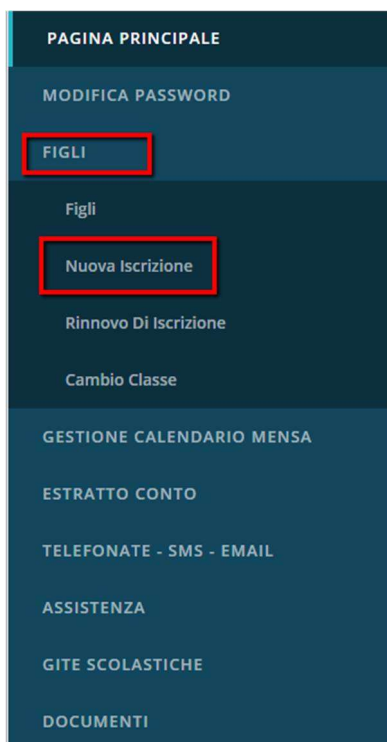 PAGINA PRINCIPALE
MODIFICA PASSWORD
FIGLI
Figli
Nuova Iscrizione
Rinnovo Di Iscrizione
Cambio Classe
GESTIONE CALENDARIO MENSA
ESTRATTO CONTO
TELEFONATE - SMS - EMAIL
ASSISTENZA
GITE SCOLASTICHE
DOCUMENTI